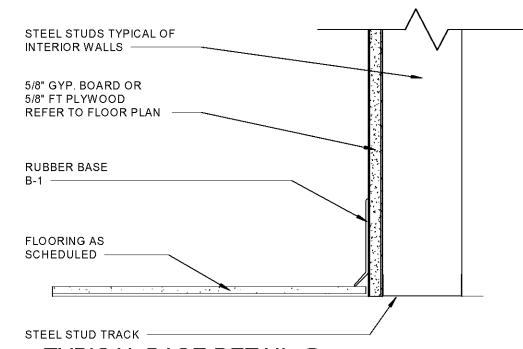 STEEL STUDS TYPICAL OF
INTERIOR WALLS
5/8" GYP. BOARD OR
5/8" FT PLYWOOD
REFER TO FLOOR PLAN
RUBBER BASE
B-1
FLOORING AS
SCHEDULED
STEEL STUD TRACK